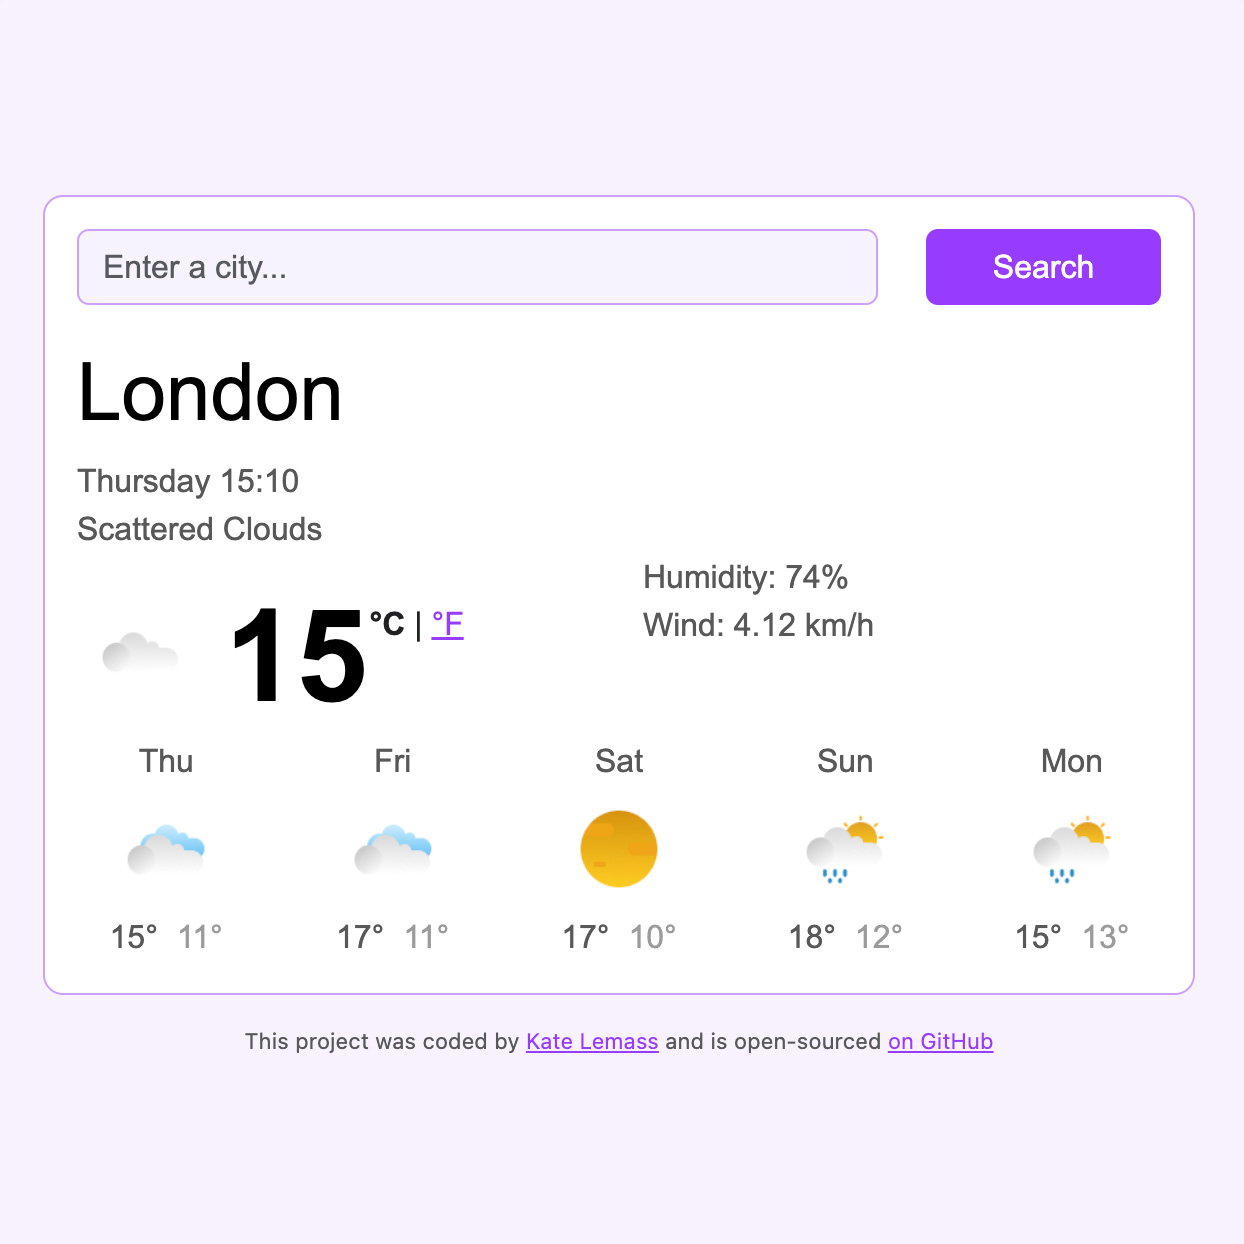 Enter a city...
Search
London
Thursday 15:10
Scattered Clouds
Humidity: 74%
Wind: 4.12 km/h
15 °C | °F
Thu Fri Sat Sun Mon
15° 11° 17° 11° 17° 10° 18° 12° 15° 13°
This project was coded by Kate Lemass and is open-sourced on GitHub